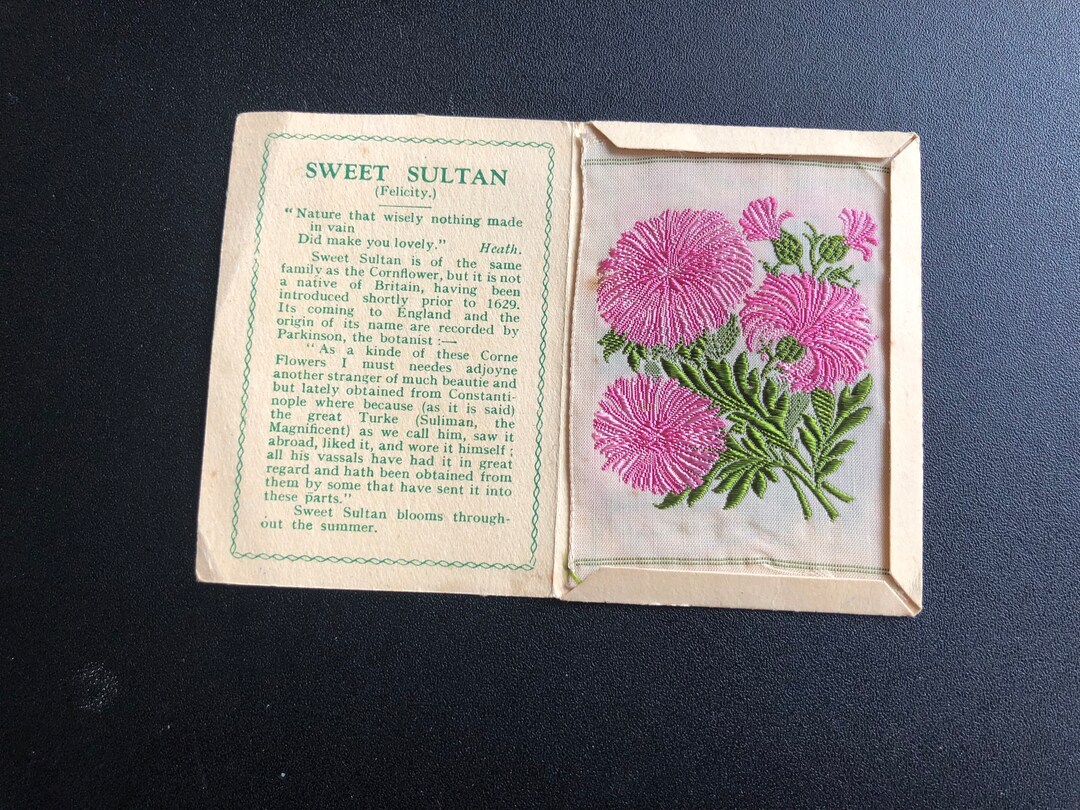 SWEET SULTAN
(Felicity.)
“Nature that wisely nothing made
in vain
Did make you lovely.” Heath.
Sweet Sultan is of the same
family as the Cornflower, but it is not
a native of Britain, having been
introduced shortly prior to 1629.
Its coming to England and the
origin of its name are recorded by
Parkinson, the botanist :—
“As a kinde of these Corne
Flowers I must needes adjoyne
another stranger of much beautie and
but lately obtained from Constanti-
nople where because (as it is said)
the great Turke (Suliman, the
Magnificent) as we call him, saw it
abroad, liked it, and wore it himself :
all his vassals have had it in great
regard and hath been obtained from
them by some that have sent it into
these parts.”
Sweet Sultan blooms through-
out the summer.